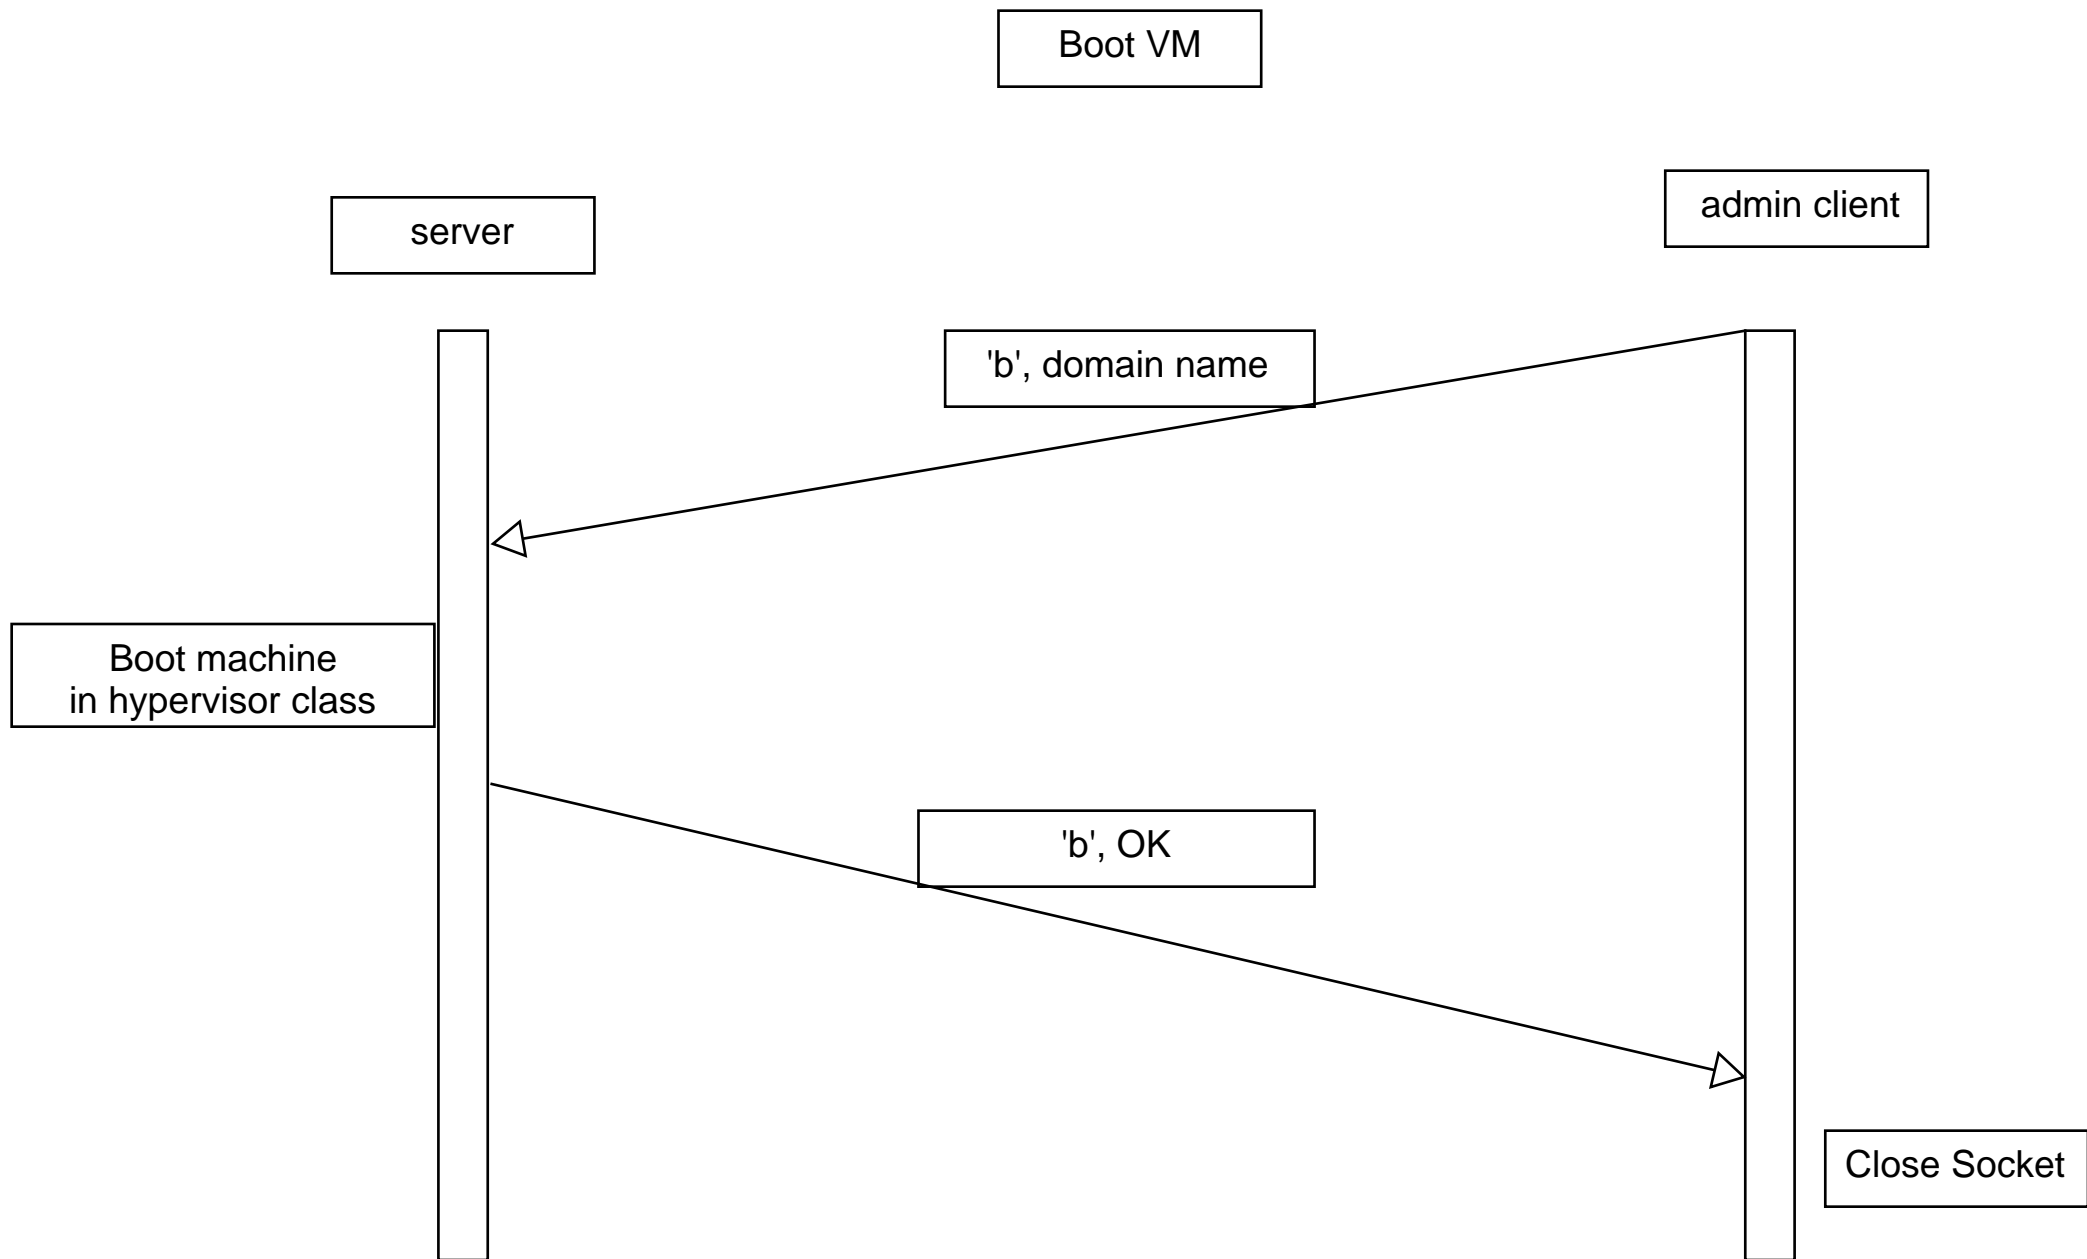 Boot VM
admin client
server
'b', domain name
Boot machine
in hypervisor class
'b', OK
Close Socket